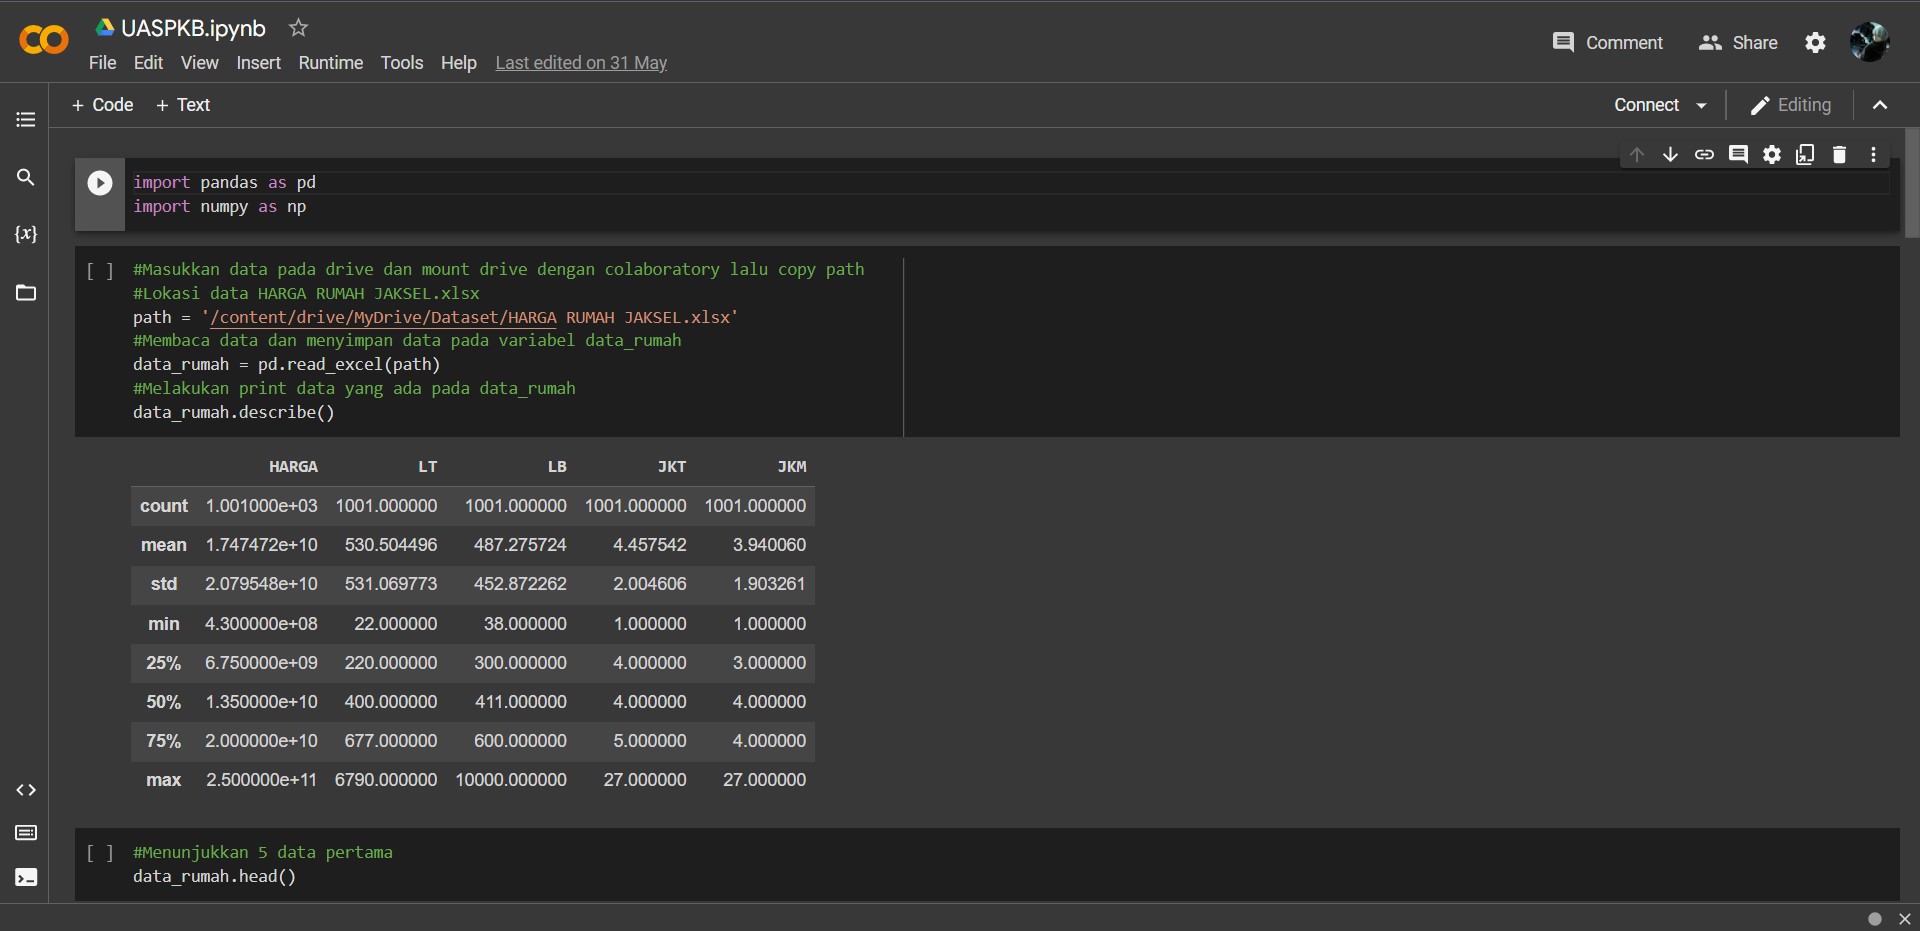 UASPKB.ipynb
File Edit View Insert Runtime Tools Help Last edited on 31 May
Comment Share
+ Code + Text
Connect Editing
import pandas as pd
import numpy as np
[ ] #Masukkan data pada drive dan mount drive dengan colaboratory lalu copy path
#Lokasi data HARGA RUMAH JAKSEL.xlsx
path = '/content/drive/MyDrive/Dataset/HARGA RUMAH JAKSEL.xlsx'
#Membaca data dan menyimpan data pada variabel data_rumah
data_rumah = pd.read_excel(path)
#Melakukan print data yang ada pada data_rumah
data_rumah.describe()
HARGA LT LB JKT JKM
count 1.001000e+03 1001.000000 1001.000000 1001.000000 1001.000000
mean 1.747472e+10 530.504496 487.275724 4.457542 3.940060
std 2.079548e+10 531.069773 452.872262 2.004606 1.903261
min 4.300000e+08 22.000000 38.000000 1.000000 1.000000
25% 6.750000e+09 220.000000 300.000000 4.000000 3.000000
50% 1.350000e+10 400.000000 411.000000 4.000000 4.000000
75% 2.000000e+10 677.000000 600.000000 5.000000 4.000000
max 2.500000e+11 6790.000000 10000.000000 27.000000 27.000000
[ ] #Menunjukkan 5 data pertama
data_rumah.head()